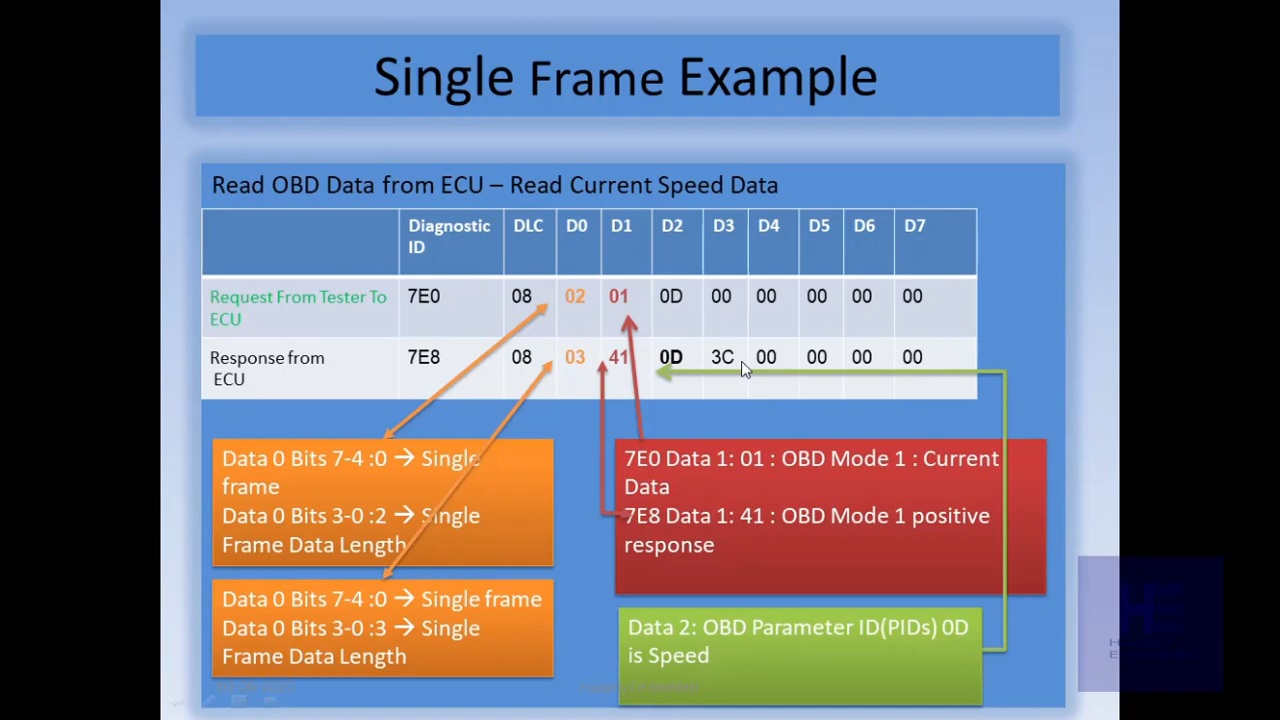 Single Frame Example
Read OBD Data from ECU – Read Current Speed Data
Diagnostic ID DLC D0 D1 D2 D3 D4 D5 D6 D7
Request From Tester To ECU 7E0 08 02 01 0D 00 00 00 00 00
Response from ECU 7E8 08 03 41 0D 3C 00 00 00 00
Data 0 Bits 7-4 :0 → Single
frame
Data 0 Bits 3-0 :2 → Single
Frame Data Length
Data 0 Bits 7-4 :0 → Single frame
Data 0 Bits 3-0 :3 → Single
Frame Data Length
7E0 Data 1: 01 : OBD Mode 1 : Current
Data
7E8 Data 1: 41 : OBD Mode 1 positive
response
Data 2: OBD Parameter ID(PIDs) 0D
is Speed